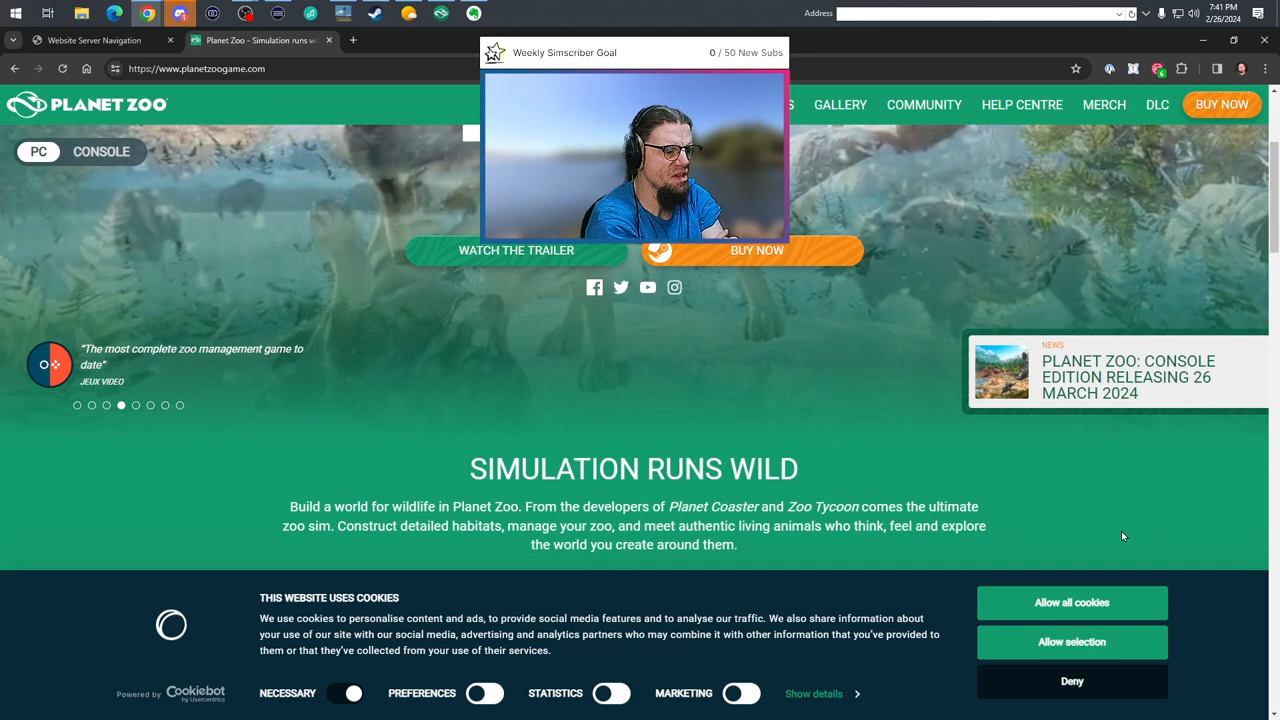 Address
7:41 PM
2/26/2024
Website Server Navigation
Planet Zoo - Simulation runs wi
https://www.planetzoogame.com
Weekly Simscriber Goal 0 / 50 New Subs
PLANET ZOO
S GALLERY COMMUNITY HELP CENTRE MERCH DLC BUY NOW
PC CONSOLE
WATCH THE TRAILER BUY NOW
"The most complete zoo management game to
date"
JEUX VIDEO
NEWS
PLANET ZOO: CONSOLE
EDITION RELEASING 26
MARCH 2024
SIMULATION RUNS WILD
Build a world for wildlife in Planet Zoo. From the developers of Planet Coaster and Zoo Tycoon comes the ultimate
zoo sim. Construct detailed habitats, manage your zoo, and meet authentic living animals who think, feel and explore
the world you create around them.
THIS WEBSITE USES COOKIES
We use cookies to personalise content and ads, to provide social media features and to analyse our traffic. We also share information about
your use of our site with our social media, advertising and analytics partners who may combine it with other information that you've provided to
them or that they've collected from your use of their services.
Allow all cookies
Allow selection
Deny
Powered by Cookiebot
by Usercentrics
NECESSARY PREFERENCES STATISTICS MARKETING Show details